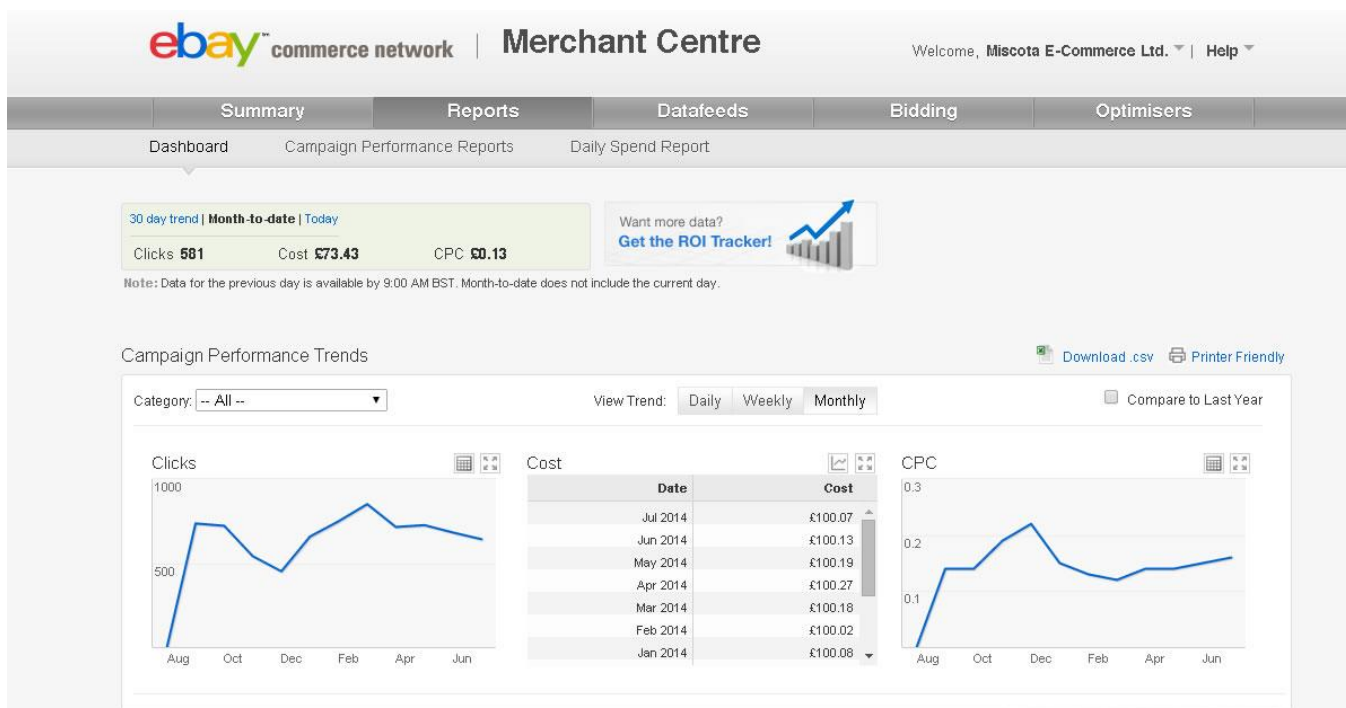 ebay™ commerce network | Merchant Centre
Welcome, Miscota E-Commerce Ltd. | Help
Summary Reports Datafeeds Bidding Optimisers
Dashboard Campaign Performance Reports Daily Spend Report
30 day trend | Month-to-date | Today
Clicks 581 Cost £73.43 CPC £0.13
Want more data?
Get the ROI Tracker!
Note: Data for the previous day is available by 9:00 AM BST. Month-to-date does not include the current day.
Campaign Performance Trends
Download .csv Printer Friendly
Category: -- All --
View Trend: Daily Weekly Monthly
Compare to Last Year
Clicks
1000
500
Aug Oct Dec Feb Apr Jun
Cost
Date Cost
Jul 2014 £100.07
Jun 2014 £100.13
May 2014 £100.19
Apr 2014 £100.27
Mar 2014 £100.18
Feb 2014 £100.02
Jan 2014 £100.08
CPC
0.3
0.2
0.1
Aug Oct Dec Feb Apr Jun